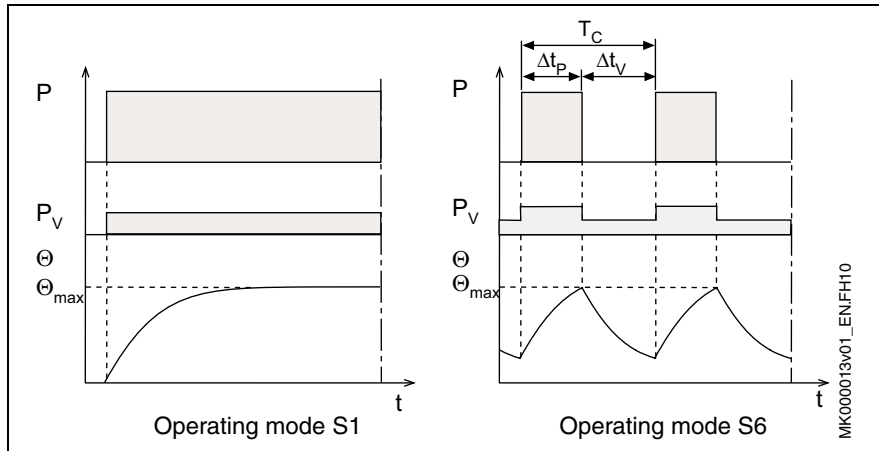 P
P_V
Θ
Θ_max
t
Operating mode S1
T_C
Δt_P
Δt_V
P
P_V
Θ
Θ_max
t
Operating mode S6
MK000013v01_EN.FH10